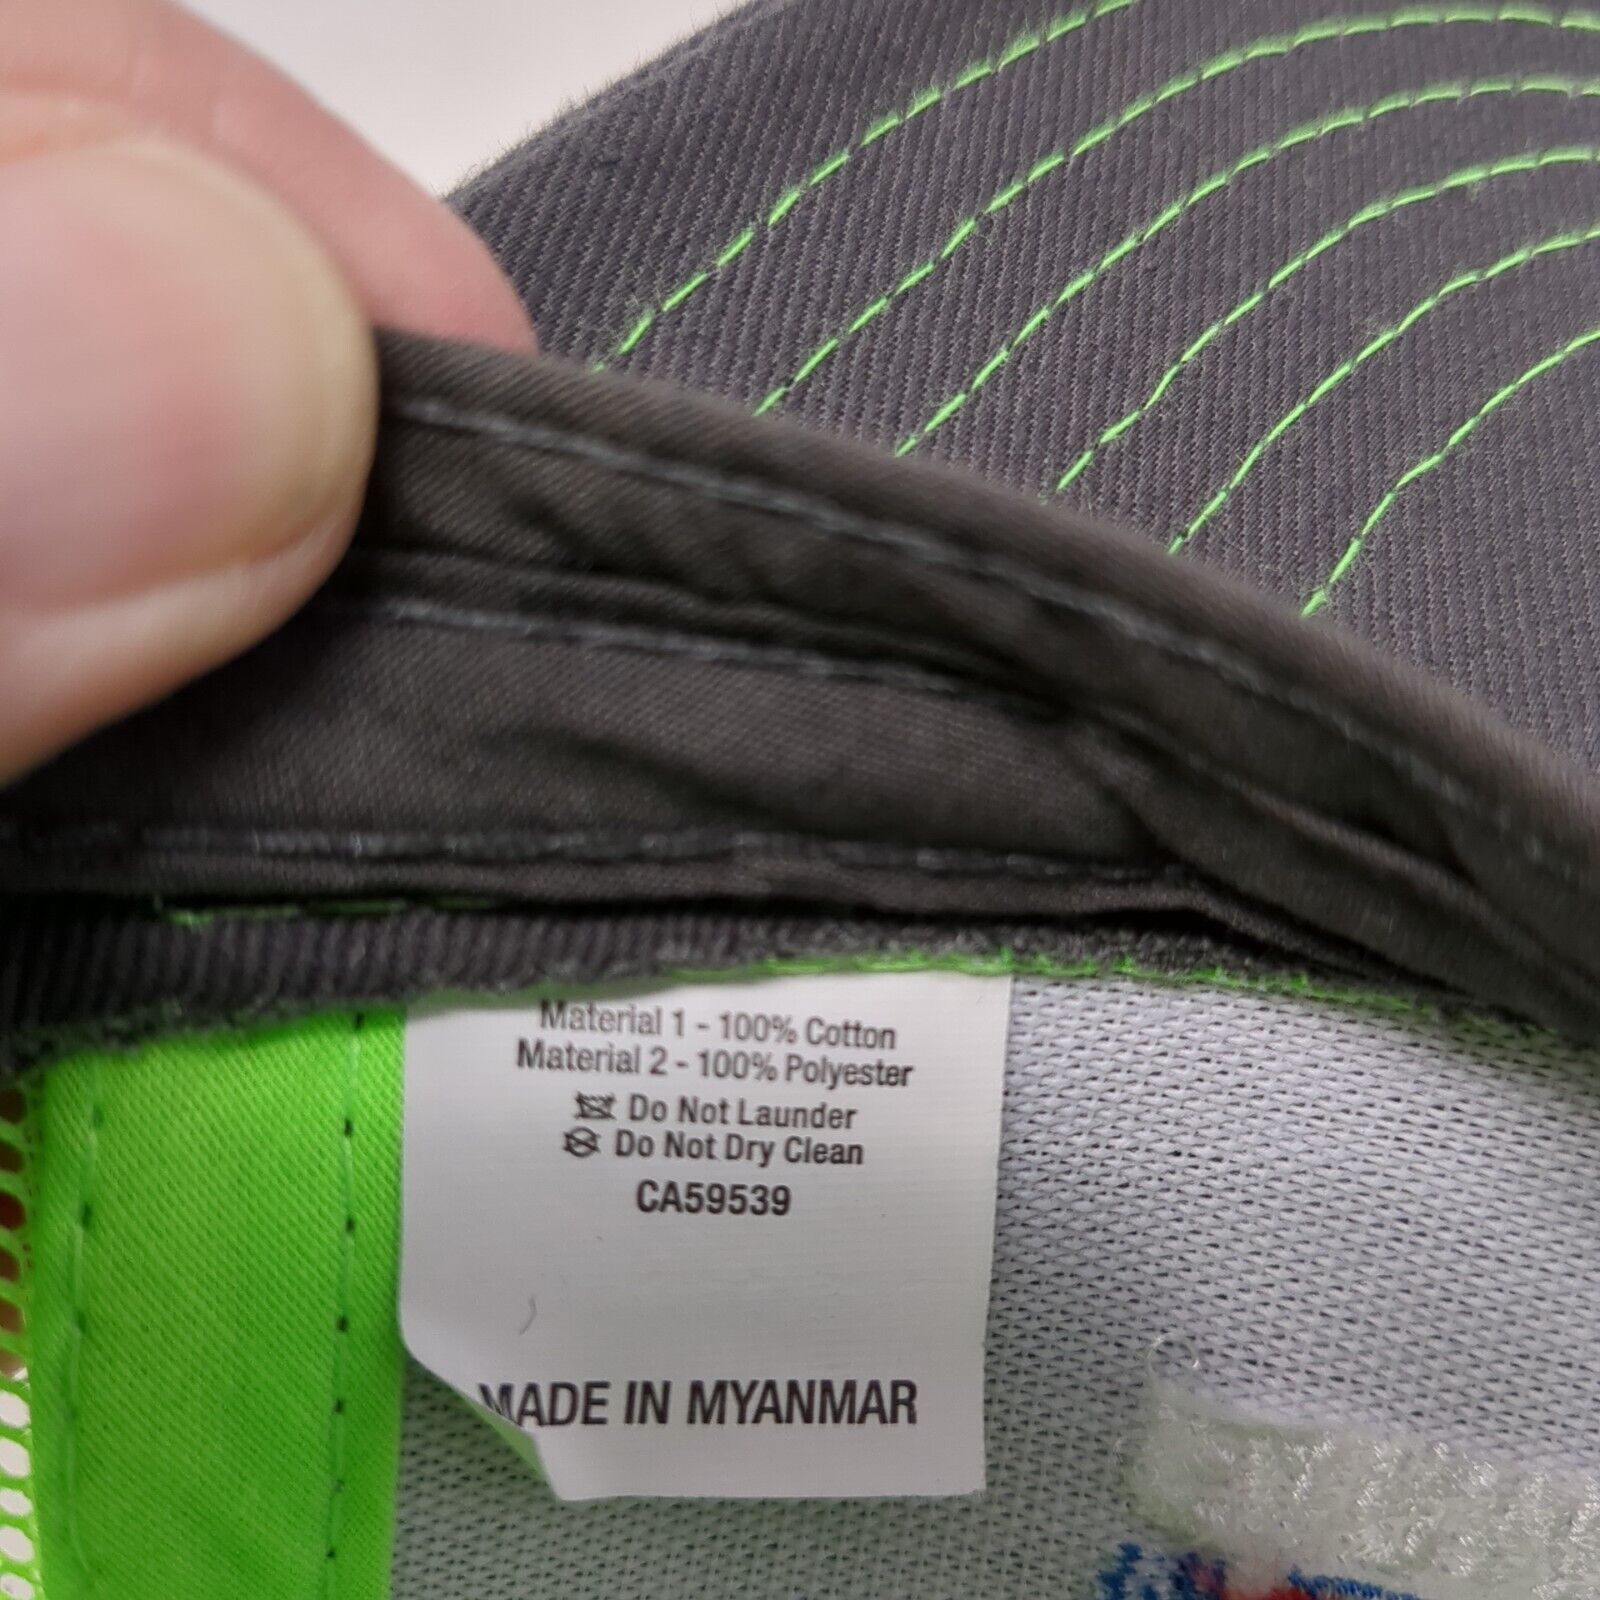 Material 1 - 100% Cotton
Material 2 - 100% Polyester
Do Not Launder
Do Not Dry Clean
CA59539
MADE IN MYANMAR